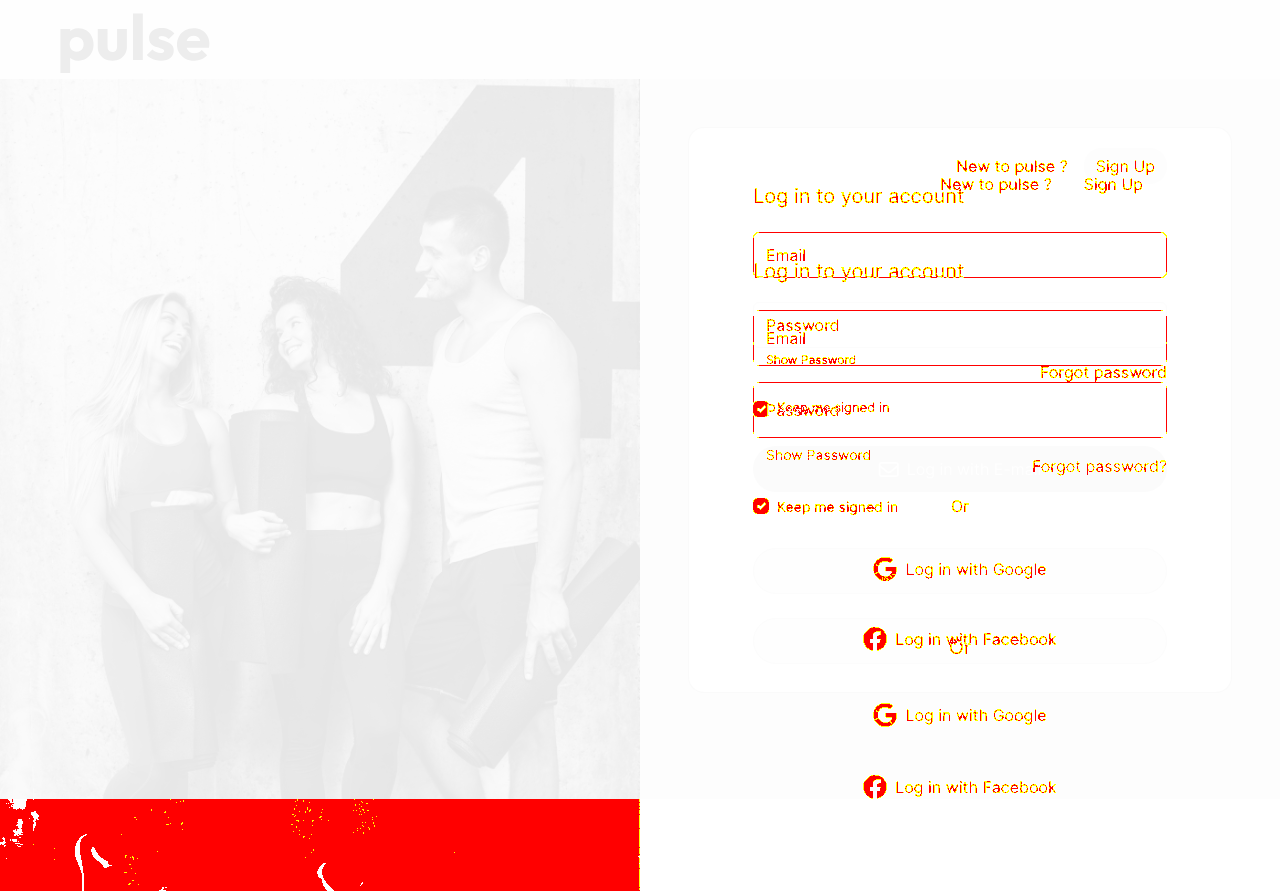 pulse
New to pulse ? Sign Up
New to pulse ? Sign Up
Log in to your account
Email
Log in to your account
Password
Email
Show Password
Forgot password
Keep me signed in
Password
Show Password
Forgot password?
Keep me signed in
Or
Log in with Google
Log in with Facebook
Or
Log in with Google
Log in with Facebook